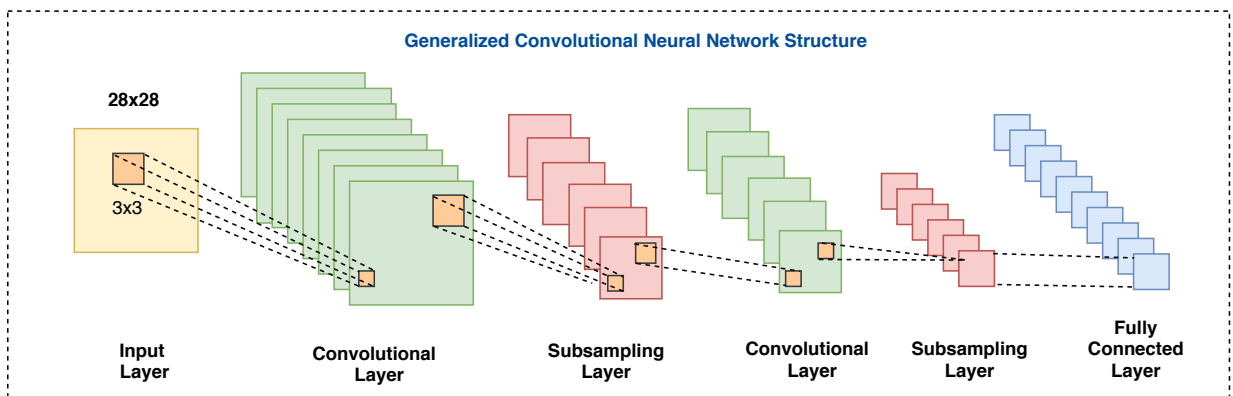 Generalized Convolutional Neural Network Structure
28x28
3x3
Input
Layer
Convolutional
Layer
Subsampling
Layer
Convolutional
Layer
Subsampling
Layer
Fully
Connected
Layer